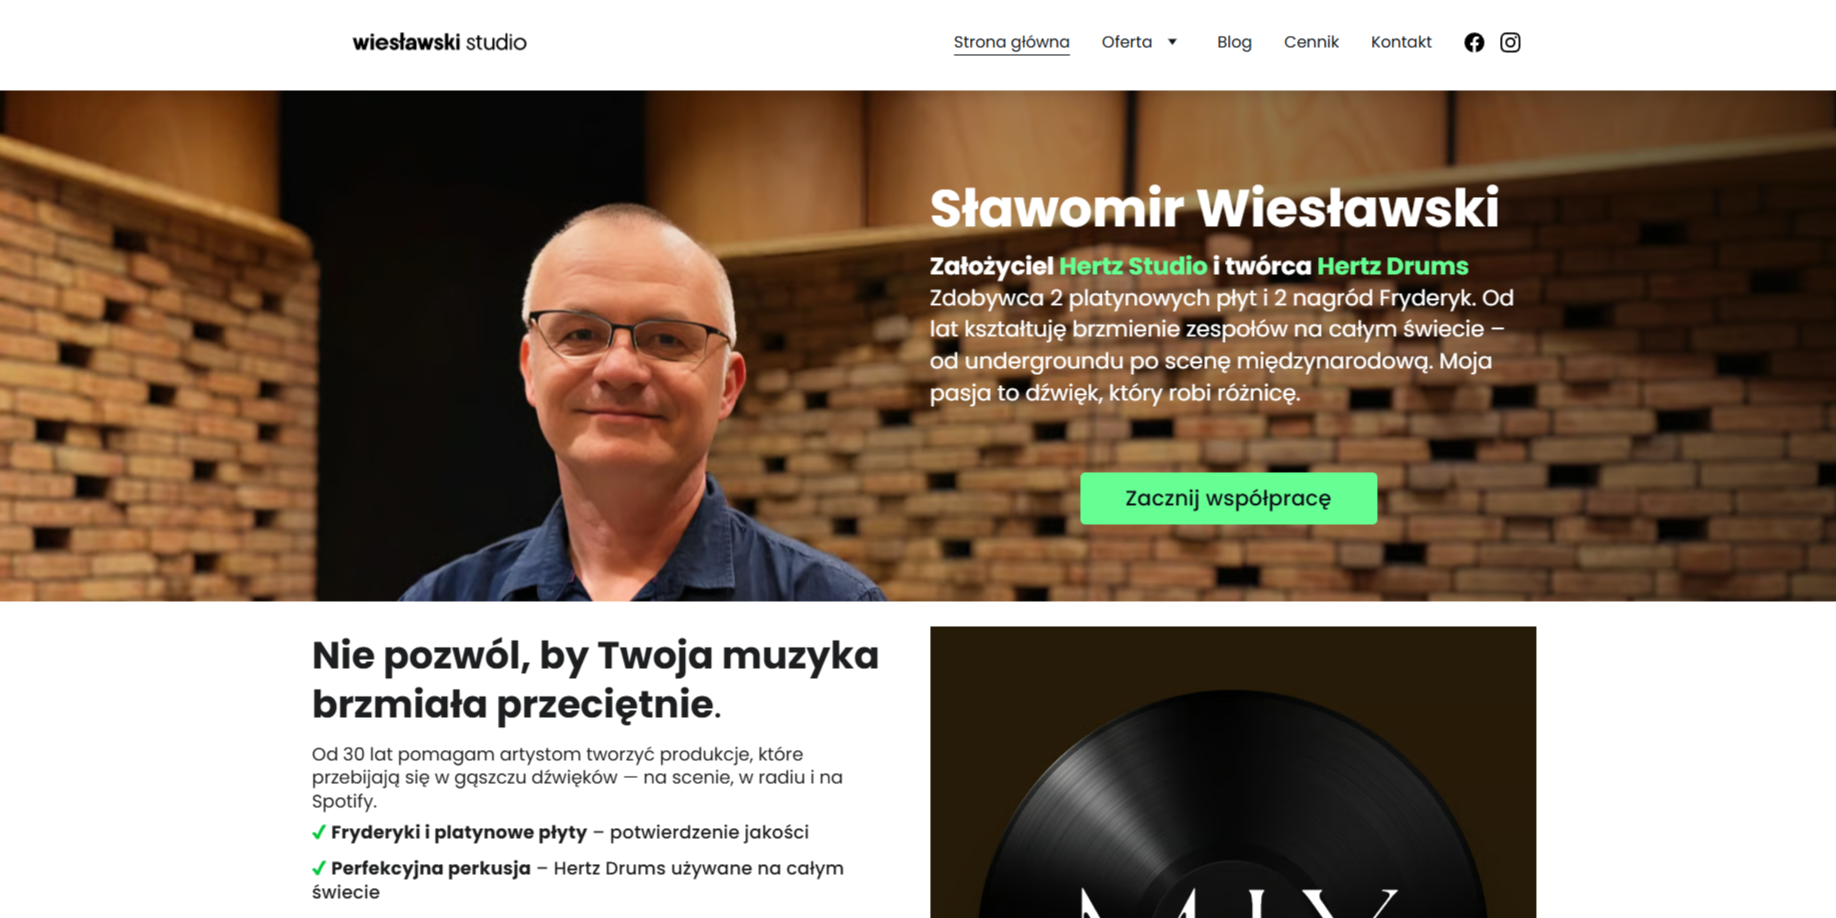 wiesławski studio
Strona główna
Oferta
Blog
Cennik
Kontakt
Sławomir Wiesławski
Założyciel Hertz Studio i twórca Hertz Drums
Zdobywca 2 platynowych płyt i 2 nagród Fryderyk. Od
lat kształtuję brzmienie zespołów na całym świecie –
od undergroundu po scenę międzynarodową. Moja
pasja to dźwięk, który robi różnicę.
Zacznij współpracę
Nie pozwól, by Twoja muzyka
brzmiała przeciętnie.
Od 30 lat pomagam artystom tworzyć produkcje, które
przebijają się w gąszczu dźwięków — na scenie, w radiu i na
Spotify.
✓ Fryderyki i platynowe płyty – potwierdzenie jakości
✓ Perfekcyjna perkusja – Hertz Drums używane na całym
świecie
MIX